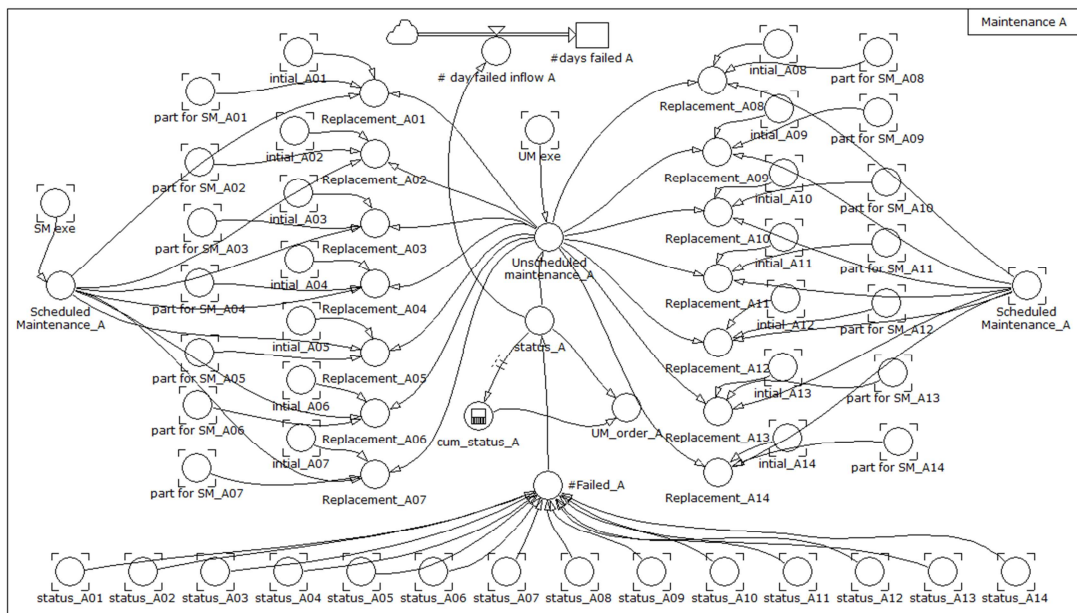 Maintenance A
#days failed A
# day failed inflow A
intial_A01
part for SM_A01
Replacement_A01
intial_A02
part for SM_A02
Replacement_A02
SM exe
intial_A03
part for SM_A03
Replacement_A03
Scheduled
Maintenance_A
intial_A04
part for SM_A04
Replacement_A04
intial_A05
part for SM_A05
Replacement_A05
intial_A06
part for SM_A06
Replacement_A06
intial_A07
part for SM_A07
Replacement_A07
UM exe
Unscheduled
maintenance_A
status_A
cum_status_A
UM_order_A
#Failed_A
intial_A08
part for SM_A08
Replacement_A08
intial_A09
part for SM_A09
Replacement_A09
intial_A10
part for SM_A10
Replacement_A10
intial_A11
part for SM_A11
Replacement_A11
Scheduled
Maintenance_A
intial_A12
part for SM_A12
Replacement_A12
intial_A13
part for SM_A13
Replacement_A13
intial_A14
part for SM_A14
Replacement_A14
status_A01
status_A02
status_A03
status_A04
status_A05
status_A06
status_A07
status_A08
status_A09
status_A10
status_A11
status_A12
status_A13
status_A14